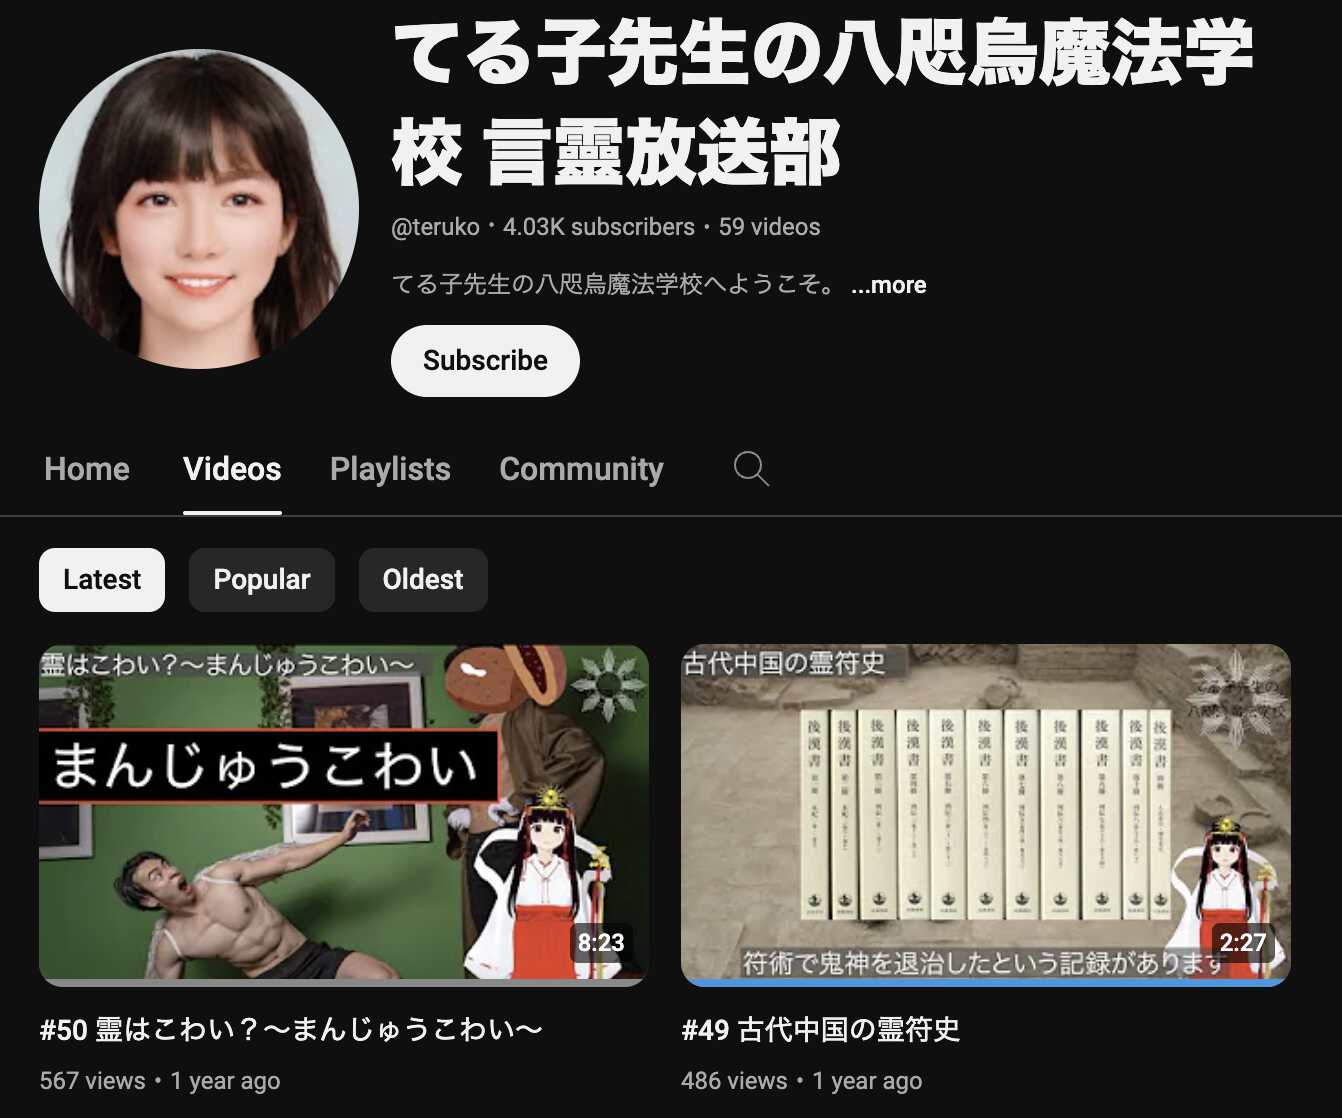 てる子先生の八咫烏魔法学
校 言霊放送部
@teruko・4.03K subscribers・59 videos
てる子先生の八咫烏魔法学校へようこそ。 ...more
Subscribe
Home Videos Playlists Community
Latest Popular Oldest
霊はこわい?〜まんじゅうこわい〜
まんじゅうこわい
8:23
#50 霊はこわい？〜まんじゅうこわい〜
567 views・1 year ago
古代中国の霊符史
後漢書
後漢書
後漢書
後漢書
後漢書
後漢書
後漢書
後漢書
後漢書
後漢書
後漢書
符術で鬼神を退治したという記録があります
2:27
#49 古代中国の霊符史
486 views・1 year ago